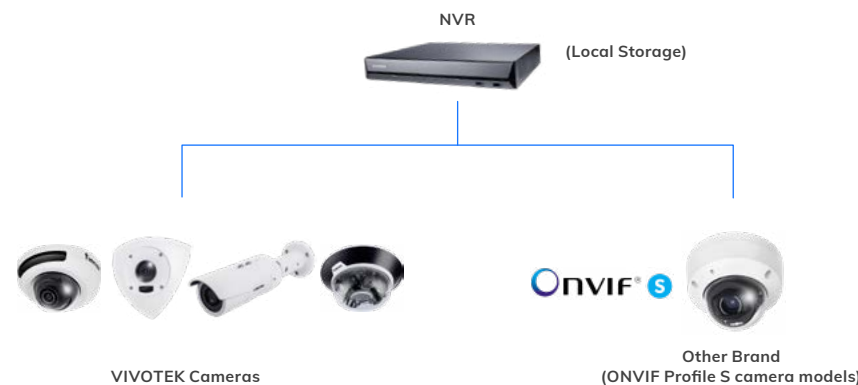 NVR
(Local Storage)
ONVIF® S
VIVOTEK Cameras
Other Brand
(ONVIF Profile S camera models)